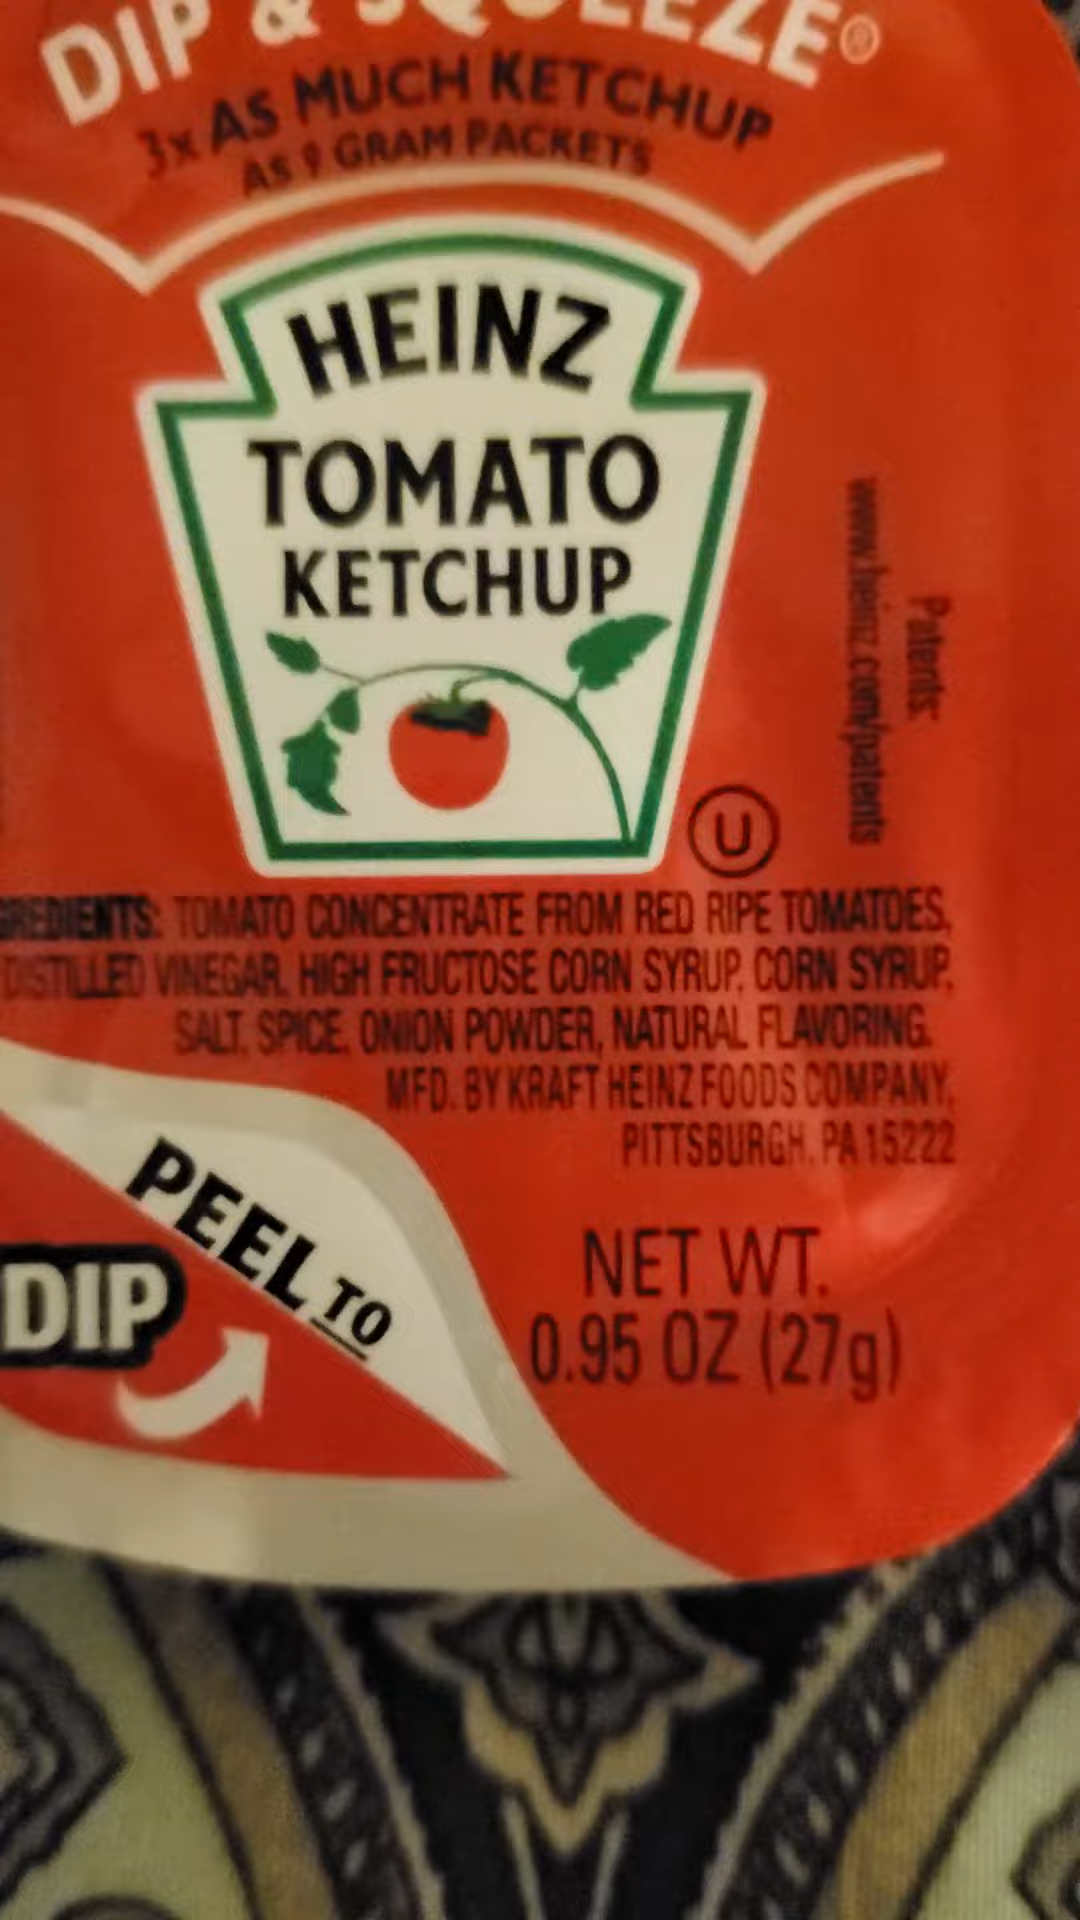 DIP & SQUEEZE®
3x AS MUCH KETCHUP
AS 9 GRAM PACKETS
HEINZ
TOMATO
KETCHUP
Patents:
www.heinz.com/patents
U
GREDIENTS: TOMATO CONCENTRATE FROM RED RIPE TOMATOES,
DISTILLED VINEGAR, HIGH FRUCTOSE CORN SYRUP, CORN SYRUP,
SALT, SPICE, ONION POWDER, NATURAL FLAVORING.
MFD. BY KRAFT HEINZ FOODS COMPANY,
PITTSBURGH, PA 15222
PEEL TO
DIP
NET WT.
0.95 OZ (27g)